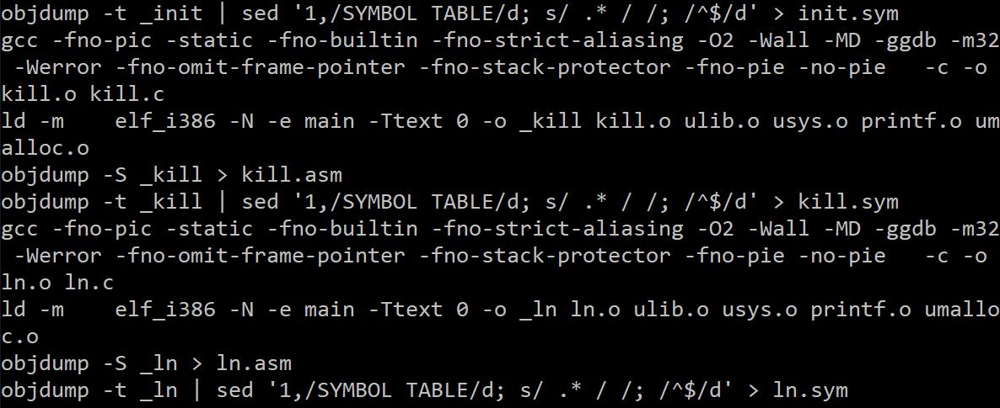 objdump -t _init | sed '1,/SYMBOL TABLE/d; s/ .* / /; /^$/d' > init.sym
gcc -fno-pic -static -fno-builtin -fno-strict-aliasing -O2 -Wall -MD -ggdb -m32
 -Werror -fno-omit-frame-pointer -fno-stack-protector -fno-pie -no-pie   -c -o
kill.o kill.c
ld -m    elf_i386 -N -e main -Ttext 0 -o _kill kill.o ulib.o usys.o printf.o um
alloc.o
objdump -S _kill > kill.asm
objdump -t _kill | sed '1,/SYMBOL TABLE/d; s/ .* / /; /^$/d' > kill.sym
gcc -fno-pic -static -fno-builtin -fno-strict-aliasing -O2 -Wall -MD -ggdb -m32
 -Werror -fno-omit-frame-pointer -fno-stack-protector -fno-pie -no-pie   -c -o
ln.o ln.c
ld -m    elf_i386 -N -e main -Ttext 0 -o _ln ln.o ulib.o usys.o printf.o umallo
c.o
objdump -S _ln > ln.asm
objdump -t _ln | sed '1,/SYMBOL TABLE/d; s/ .* / /; /^$/d' > ln.sym